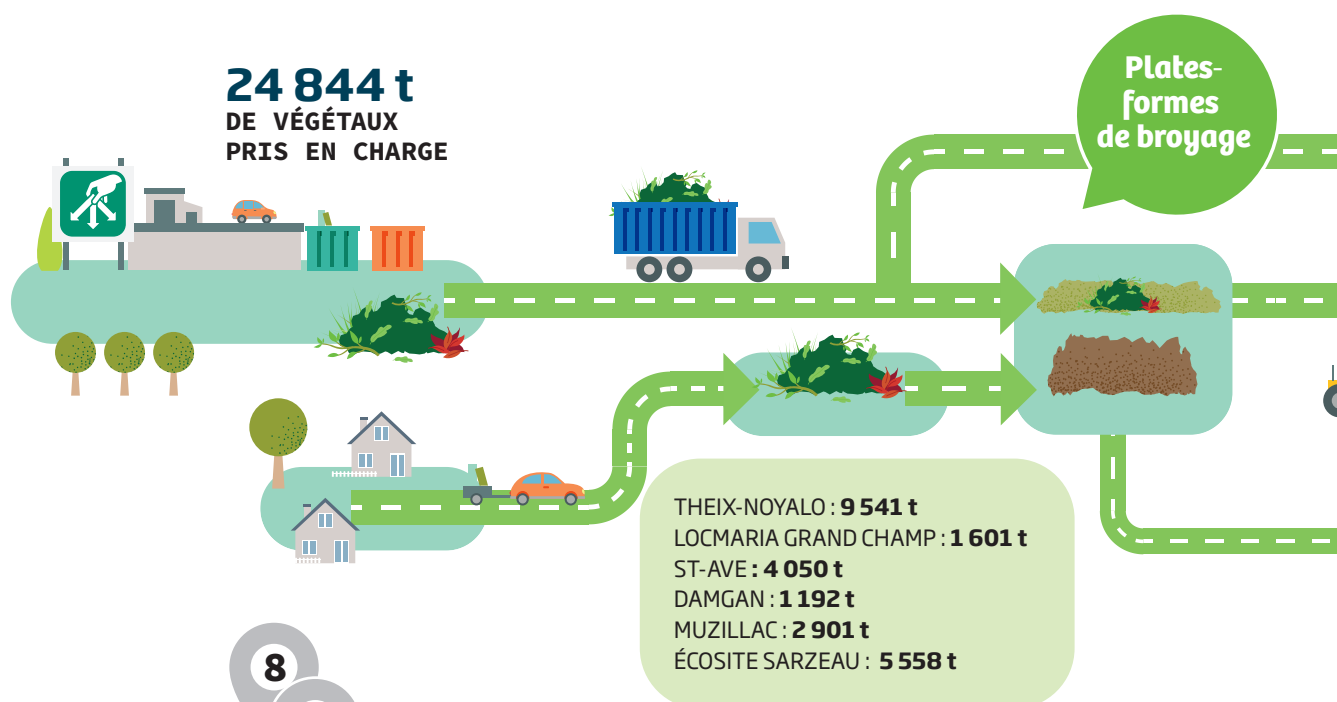 24 844 t
DE VÉGÉTAUX
PRIS EN CHARGE
Plates-
formes
de broyage
THEIX-NOYALO : 9 541 t
LOCMARIA GRAND CHAMP : 1 601 t
ST-AVE : 4 050 t
DAMGAN : 1 192 t
MUZILLAC : 2 901 t
ÉCOSITE SARZEAU : 5 558 t
8